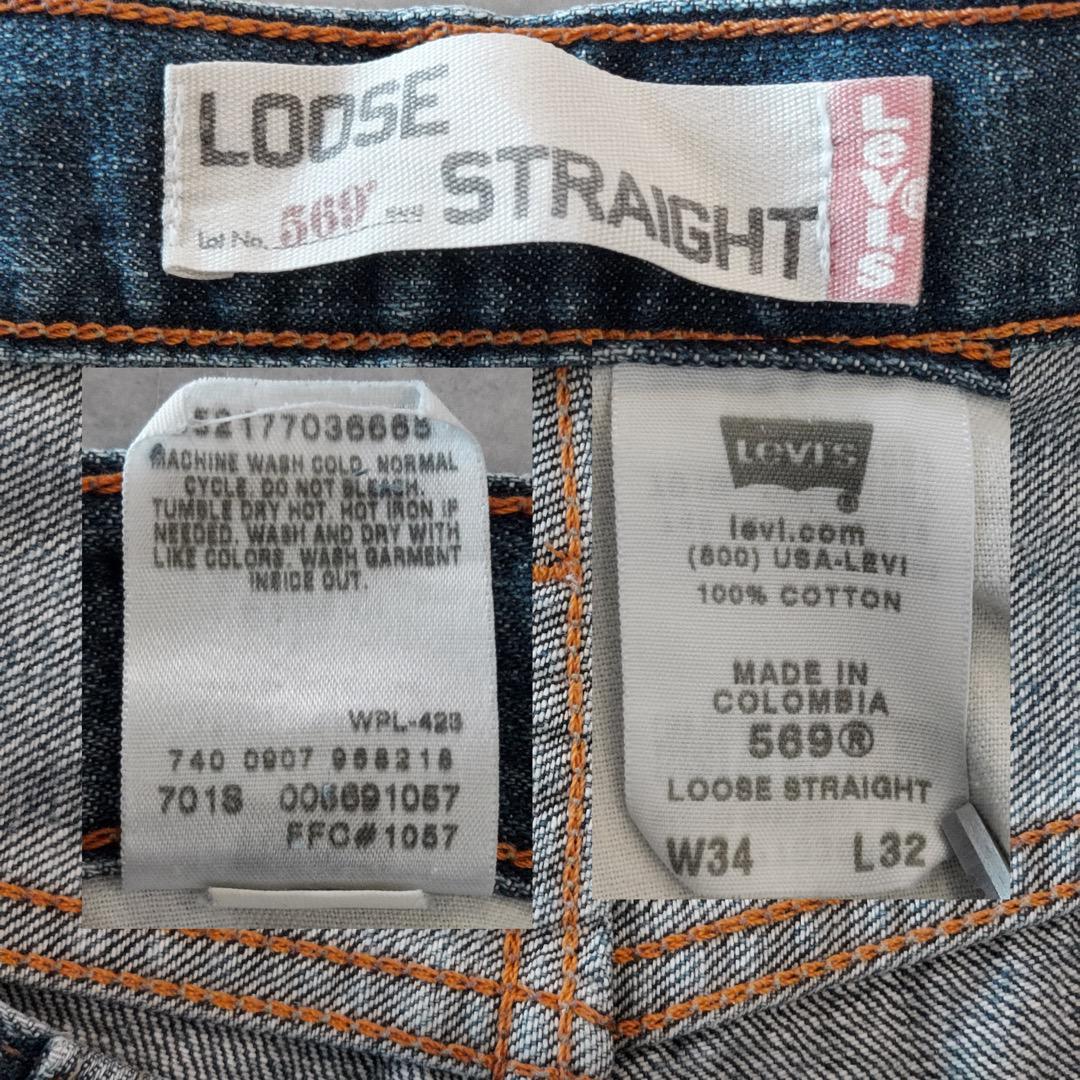 LOOSE
STRAIGHT
Lot No. 569®
Levi's®
52177036665
MACHINE WASH COLD, NORMAL
CYCLE. DO NOT BLEACH.
TUMBLE DRY HOT. HOT IRON IF
NEEDED. WASH AND DRY WITH
LIKE COLORS. WASH GARMENT
INSIDE OUT.
WPL-423
740 0907 968218
7018 006691057
FFC#1057
LEVI'S
®
levi.com
(800) USA-LEVI
100% COTTON
MADE IN
COLOMBIA
569®
LOOSE STRAIGHT
W34 L32